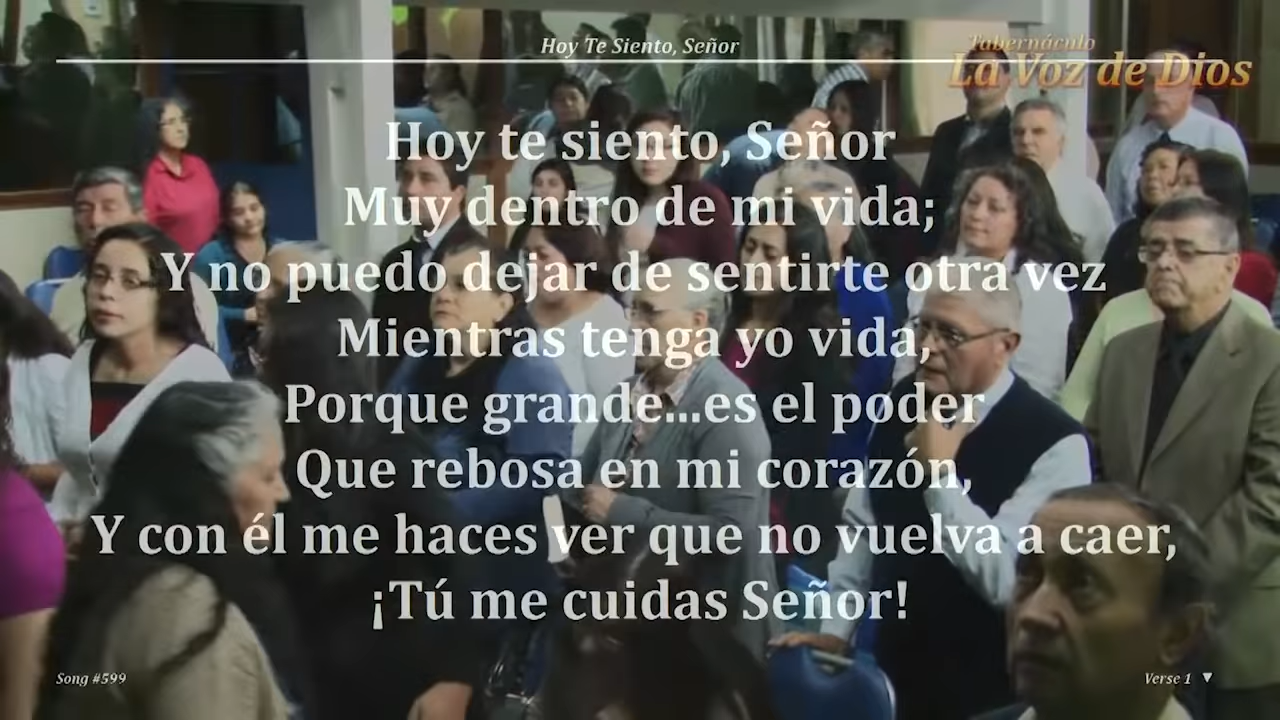 Hoy Te Siento, Señor
Tabernáculo
La Voz de Dios
Hoy te siento, Señor
Muy dentro de mi vida;
Y no puedo dejar de sentirte otra vez
Mientras tenga yo vida,
Porque grande...es el poder
Que rebosa en mi corazón,
Y con él me haces ver que no vuelva a caer,
¡Tú me cuidas Señor!
Song #599
Verse 1 ▼